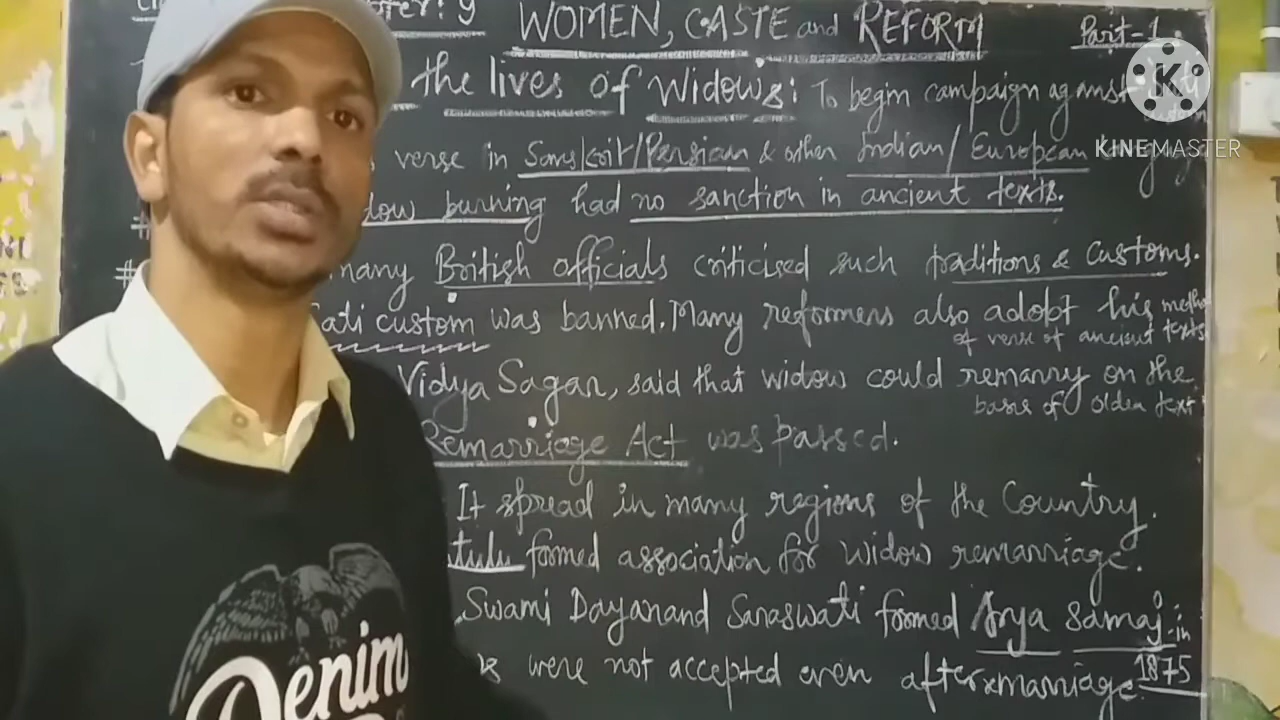 9 WOMEN, CASTE and REFORM Part-1.
the lives of Widows: To begin campaign against Sati
verse in Sanskrit/Persian & other Indian/European
burning had no sanction in ancient texts.
# many British officials criticised such traditions & customs.
Sati custom was banned. Many reformers also adopt his
of verse of ancient texts
Vidya Sagar, said that widow could remarry on the
basis of olden text
Remarriage Act was passed.
It spread in many regions of the Country.
formed association for widow remarriage.
Swami Dayanand Saraswati formed Arya Samaj in
1875
were not accepted even after marriage.
K
KINEMASTER
Denim